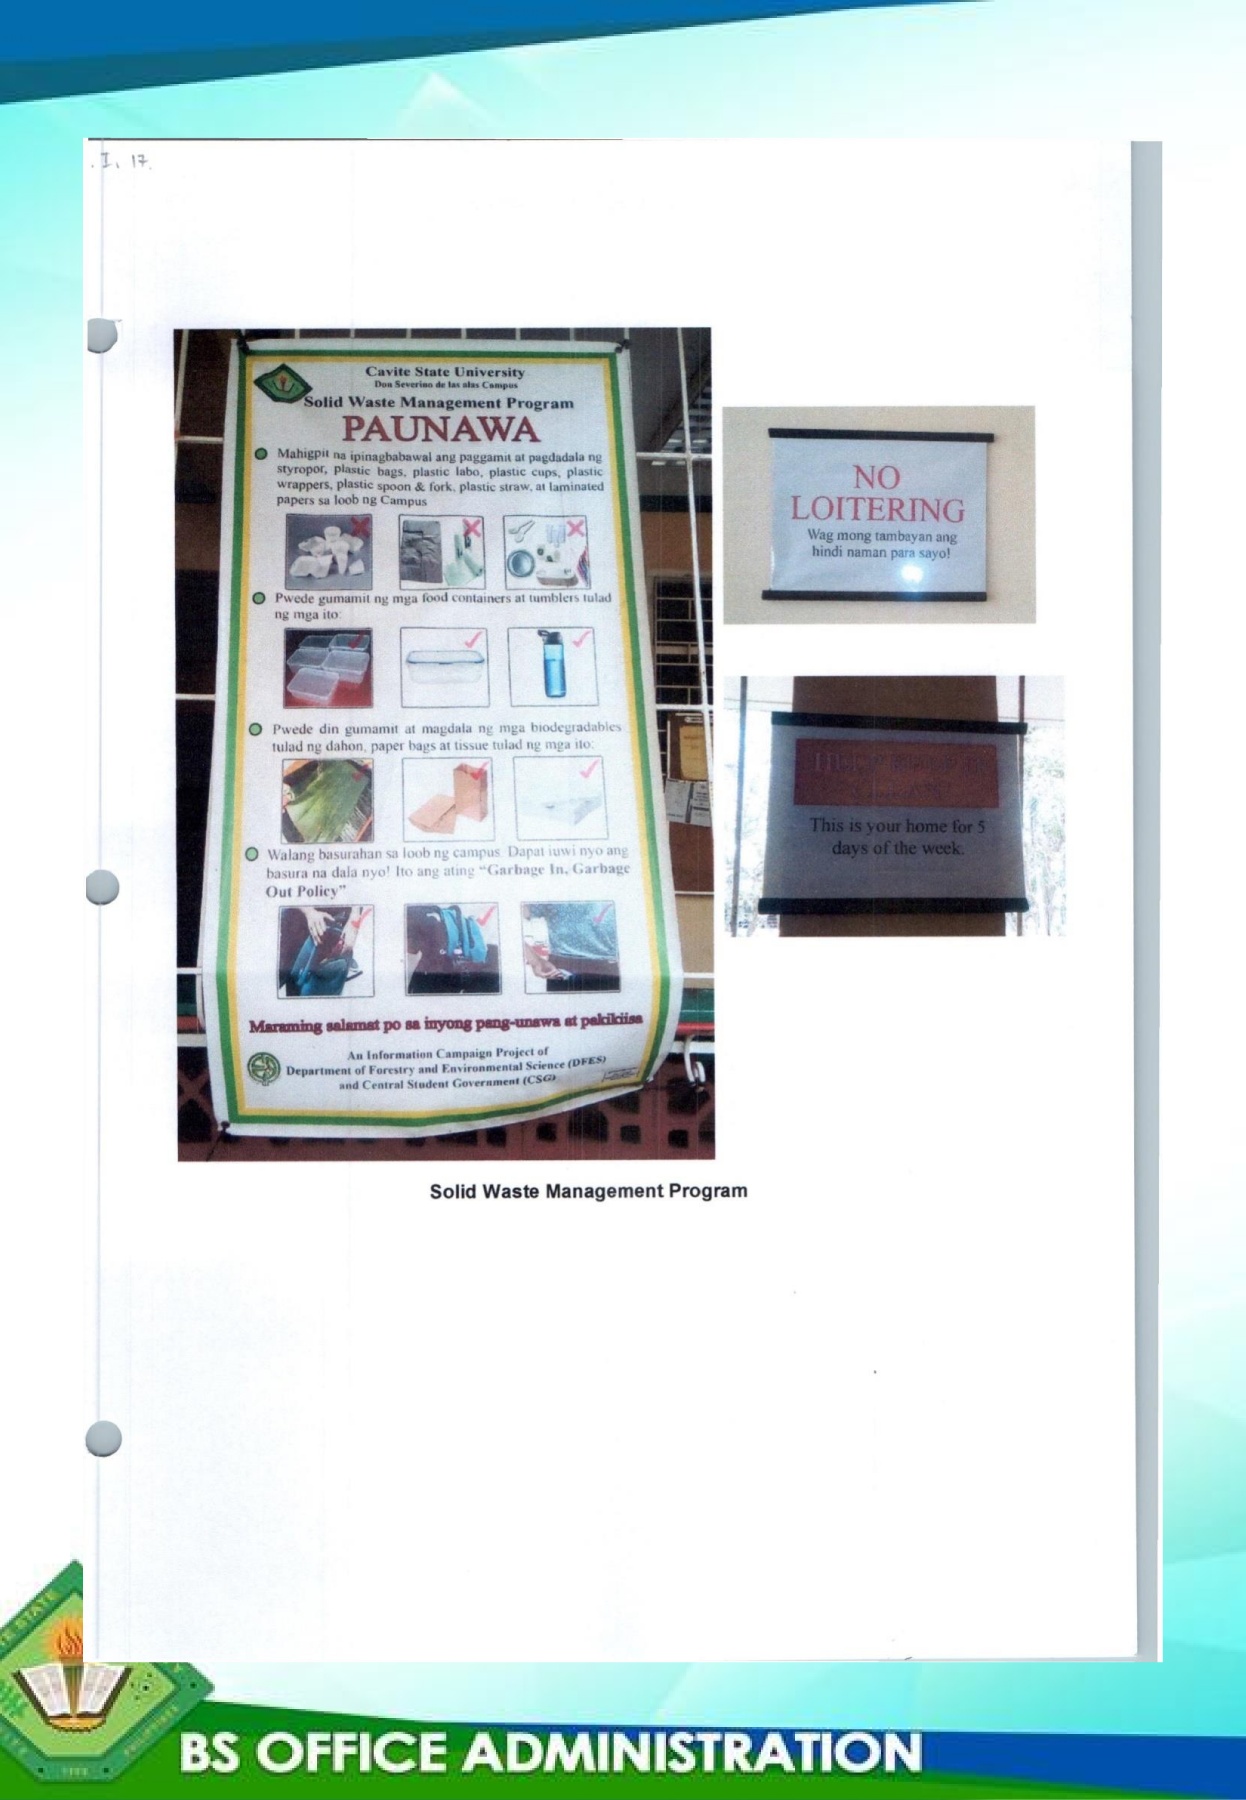 I. 17.
Cavite State University
Don Severino de las alas Campus
Solid Waste Management Program
PAUNAWA
Mahigpit na ipinagbabawal ang paggamit at pagdadala ng
styropor, plastic bags, plastic labo, plastic cups, plastic
wrappers, plastic spoon & fork, plastic straw, at laminated
papers sa loob ng Campus
Pwede gumamit ng mga food containers at tumblers tulad
ng mga ito:
Pwede din gumamit at magdala ng mga biodegradables
tulad ng dahon, paper bags at tissue tulad ng mga ito:
Walang basurahan sa loob ng campus. Dapat iuwi nyo ang
basura na dala nyo! Ito ang ating “Garbage In, Garbage
Out Policy”
Maraming salamat po sa inyong pang-unawa at pakikiisa
An Information Campaign Project of
Department of Forestry and Environmental Science (DFES)
and Central Student Government (CSG)
NO
LOITERING
Wag mong tambayan ang
hindi naman para sayo!
HELP KEEP IT
CLEAN
This is your home for 5
days of the week.
Solid Waste Management Program
BS OFFICE ADMINISTRATION